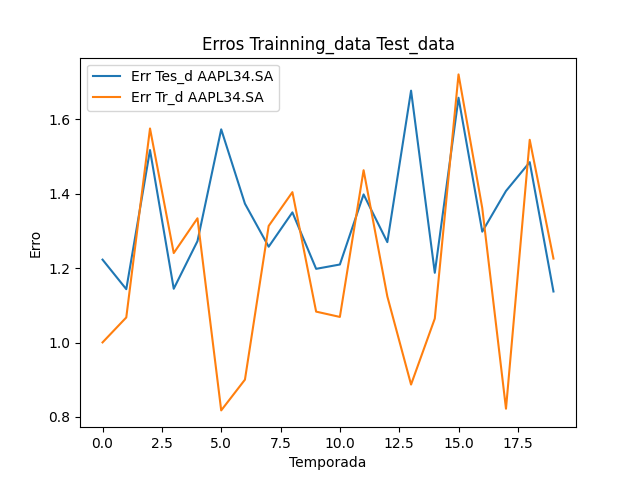 Erros Trainning_data Test_data
Err Tes_d AAPL34.SA
Err Tr_d AAPL34.SA
Erro
1.6
1.4
1.2
1.0
0.8
0.0 2.5 5.0 7.5 10.0 12.5 15.0 17.5
Temporada